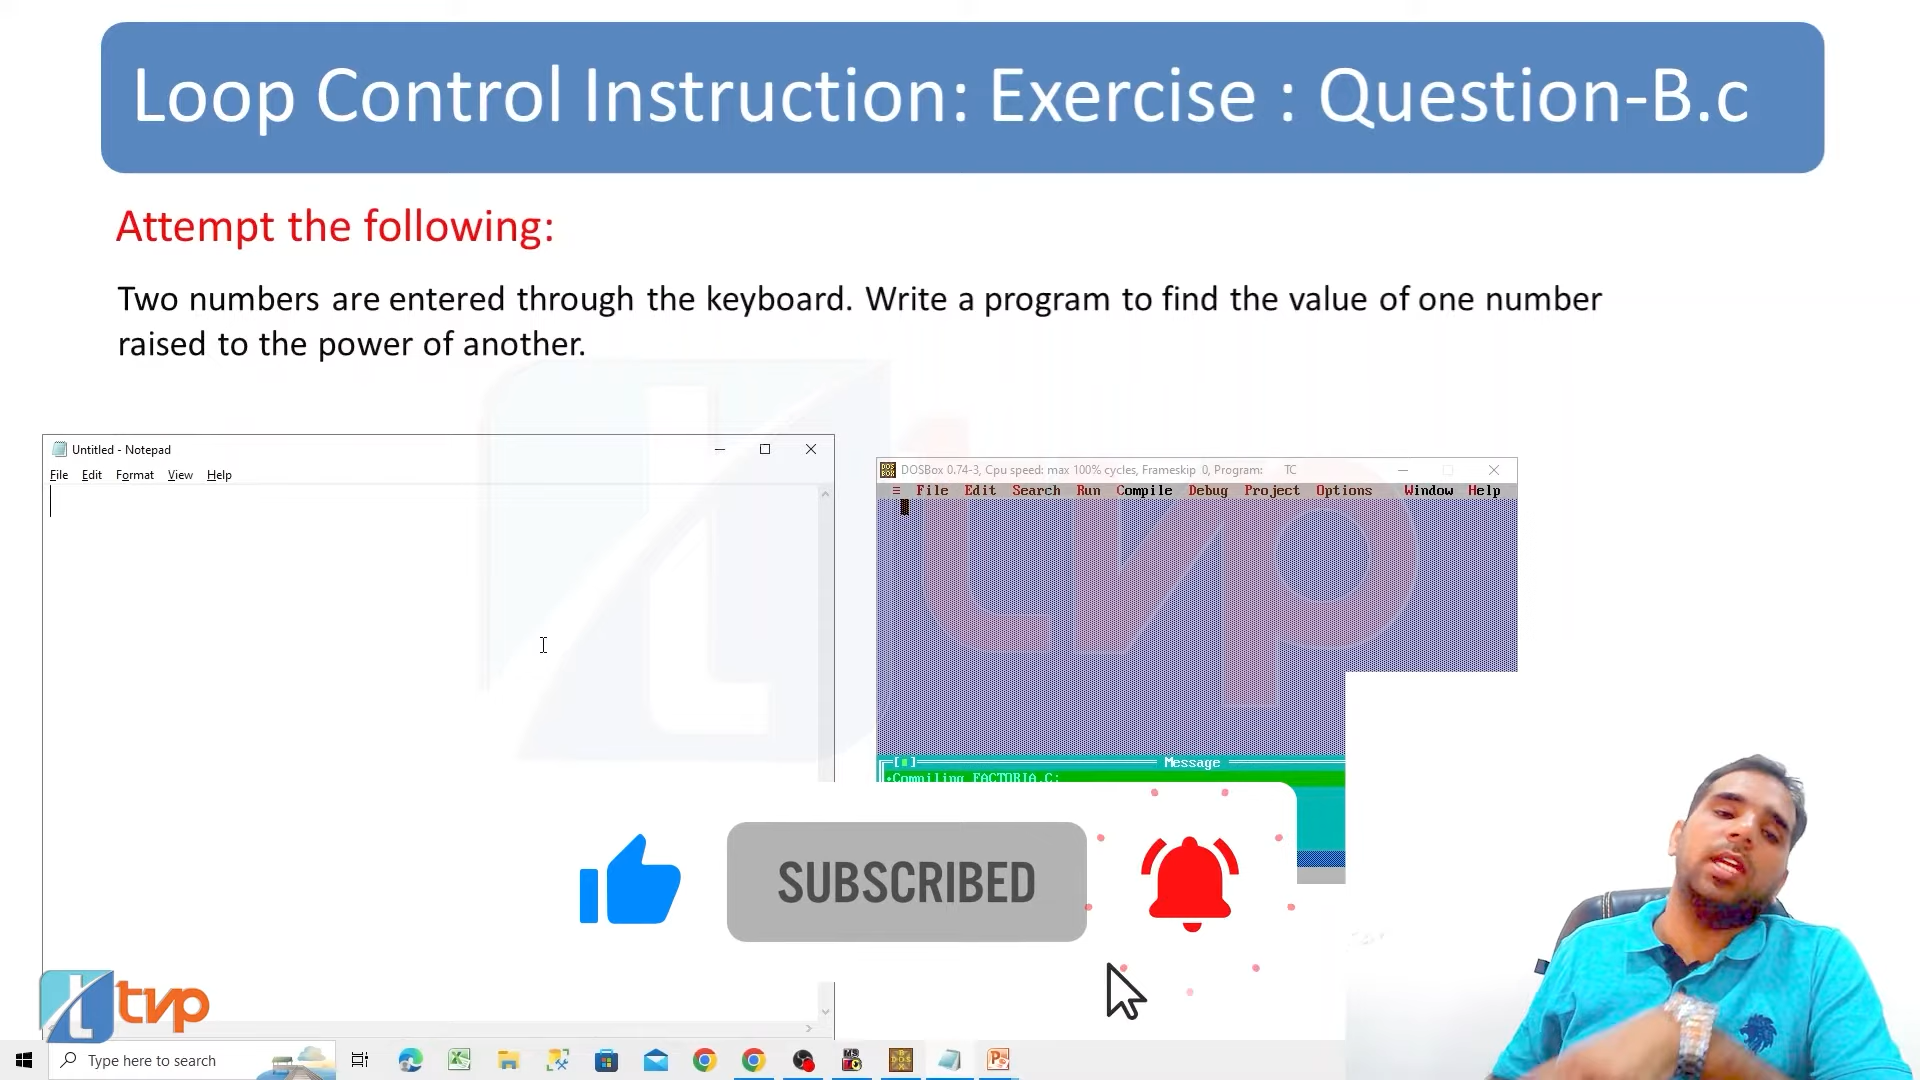 Loop Control Instruction: Exercise : Question-B.c
Attempt the following:
Two numbers are entered through the keyboard. Write a program to find the value of one number
raised to the power of another.
Untitled - Notepad
File Edit Format View Help
DOSBox 0.74-3, Cpu speed: max 100% cycles, Frameskip 0, Program: TC
≡ File Edit Search Run Compile Debug Project Options Window Help
tvp
Message
•Compiling FACTORIA.C:
SUBSCRIBED
tvp
Type here to search